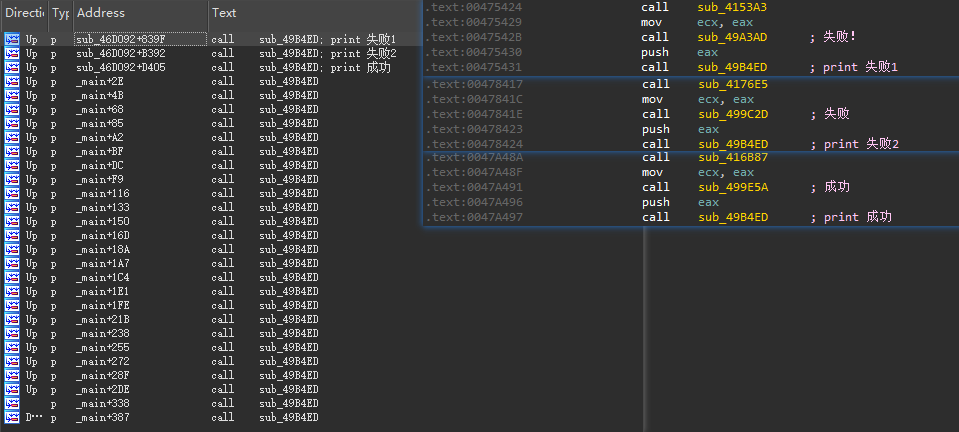 Directic Typ Address Text
Up p sub_46D092+839F call sub_49B4ED; print 失败1
Up p sub_46D092+B392 call sub_49B4ED; print 失败2
Up p sub_46D092+D405 call sub_49B4ED; print 成功
Up p _main+2E call sub_49B4ED
Up p _main+4B call sub_49B4ED
Up p _main+68 call sub_49B4ED
Up p _main+85 call sub_49B4ED
Up p _main+A2 call sub_49B4ED
Up p _main+BF call sub_49B4ED
Up p _main+DC call sub_49B4ED
Up p _main+F9 call sub_49B4ED
Up p _main+116 call sub_49B4ED
Up p _main+133 call sub_49B4ED
Up p _main+150 call sub_49B4ED
Up p _main+16D call sub_49B4ED
Up p _main+18A call sub_49B4ED
Up p _main+1A7 call sub_49B4ED
Up p _main+1C4 call sub_49B4ED
Up p _main+1E1 call sub_49B4ED
Up p _main+1FE call sub_49B4ED
Up p _main+21B call sub_49B4ED
Up p _main+238 call sub_49B4ED
Up p _main+255 call sub_49B4ED
Up p _main+272 call sub_49B4ED
Up p _main+28F call sub_49B4ED
Up p _main+2DE call sub_49B4ED
p _main+338 call sub_49B4ED
D… p _main+387 call sub_49B4ED
.text:00475424 call sub_4153A3
.text:00475429 mov ecx, eax
.text:0047542B call sub_49A3AD ; 失败!
.text:00475430 push eax
.text:00475431 call sub_49B4ED ; print 失败1
.text:00478417 call sub_4176E5
.text:0047841C mov ecx, eax
.text:0047841E call sub_499C2D ; 失败
.text:00478423 push eax
.text:00478424 call sub_49B4ED ; print 失败2
.text:0047A48A call sub_416B87
.text:0047A48F mov ecx, eax
.text:0047A491 call sub_499E5A ; 成功
.text:0047A496 push eax
.text:0047A497 call sub_49B4ED ; print 成功